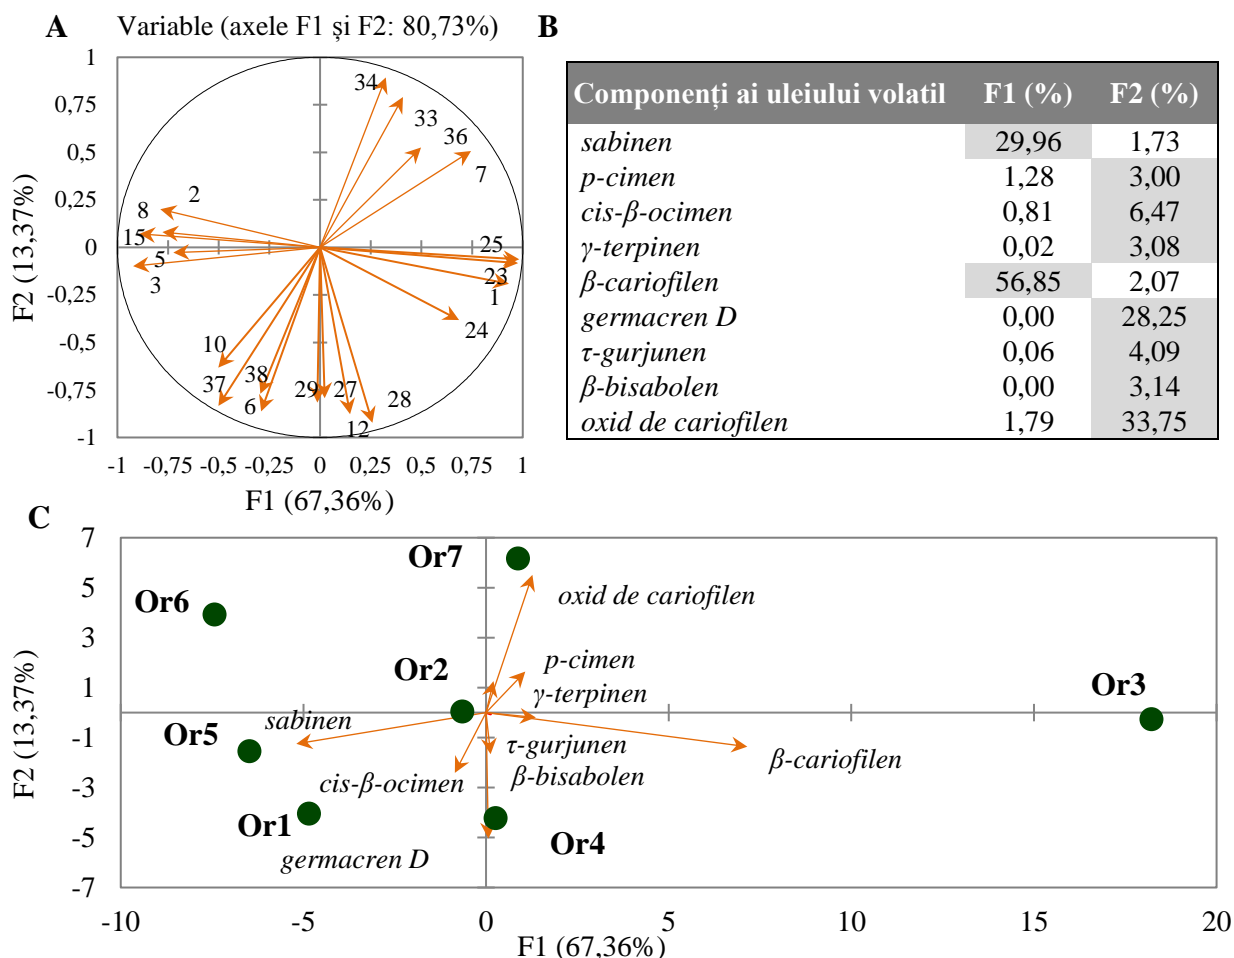 A Variable (axele F1 și F2: 80,73%) B
1
0,75
0,5
0,25
0
-0,25
-0,5
-0,75
-1
F2 (13,37%)
34
33
36
7
2
8
15
5
3
25
23
1
24
10
37
38
6
29
27
12
28
-1 -0,75 -0,5 -0,25 0 0,25 0,5 0,75 1
F1 (67,36%)
Componenți ai uleiului volatil F1 (%) F2 (%)
sabinen 29,96 1,73
p-cimen 1,28 3,00
cis-β-ocimen 0,81 6,47
γ-terpinen 0,02 3,08
β-cariofilen 56,85 2,07
germacren D 0,00 28,25
τ-gurjunen 0,06 4,09
β-bisabolen 0,00 3,14
oxid de cariofilen 1,79 33,75
C
7
5
3
1
-1
-3
-5
-7
F2 (13,37%)
Or7
oxid de cariofilen
Or6
p-cimen
Or2
Or3
γ-terpinen
sabinen
Or5
τ-gurjunen
β-cariofilen
β-bisabolen
cis-β-ocimen
Or1
Or4
germacren D
-10 -5 0 5 10 15 20
F1 (67,36%)